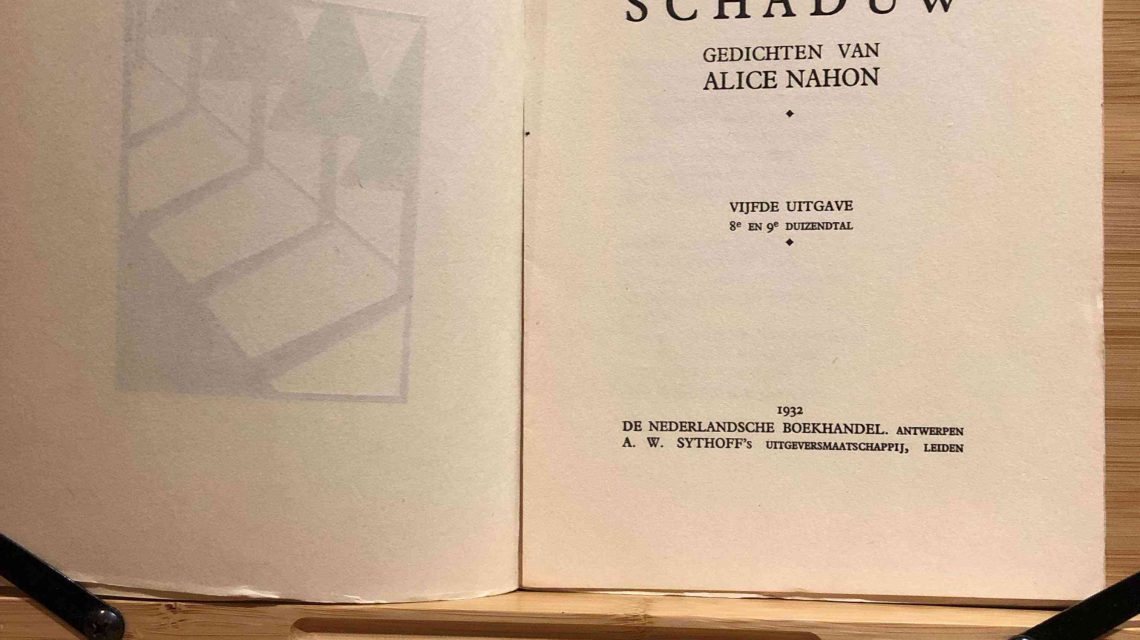 SCHADUW
GEDICHTEN VAN
ALICE NAHON
VIJFDE UITGAVE
8e EN 9e DUIZENDTAL
1932
DE NEDERLANDSCHE BOEKHANDEL. ANTWERPEN
A. W. SYTHOFF'S UITGEVERSMAATSCHAPPIJ, LEIDEN